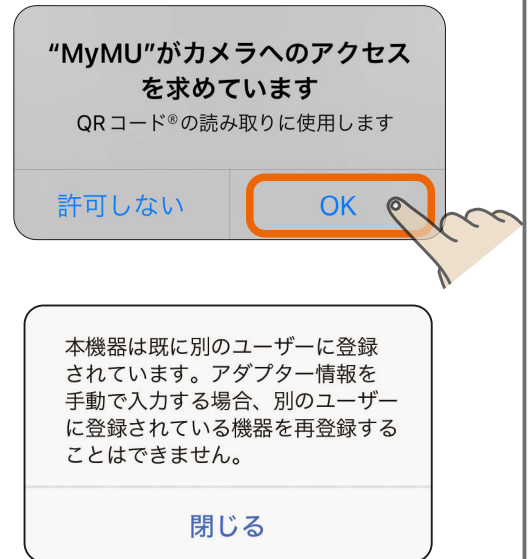 “MyMU”がカメラへのアクセス
を求めています
QRコード®の読み取りに使用します
許可しない
OK
本機器は既に別のユーザーに登録
されています。アダプター情報を
手動で入力する場合、別のユーザー
に登録されている機器を再登録する
ことはできません。
閉じる